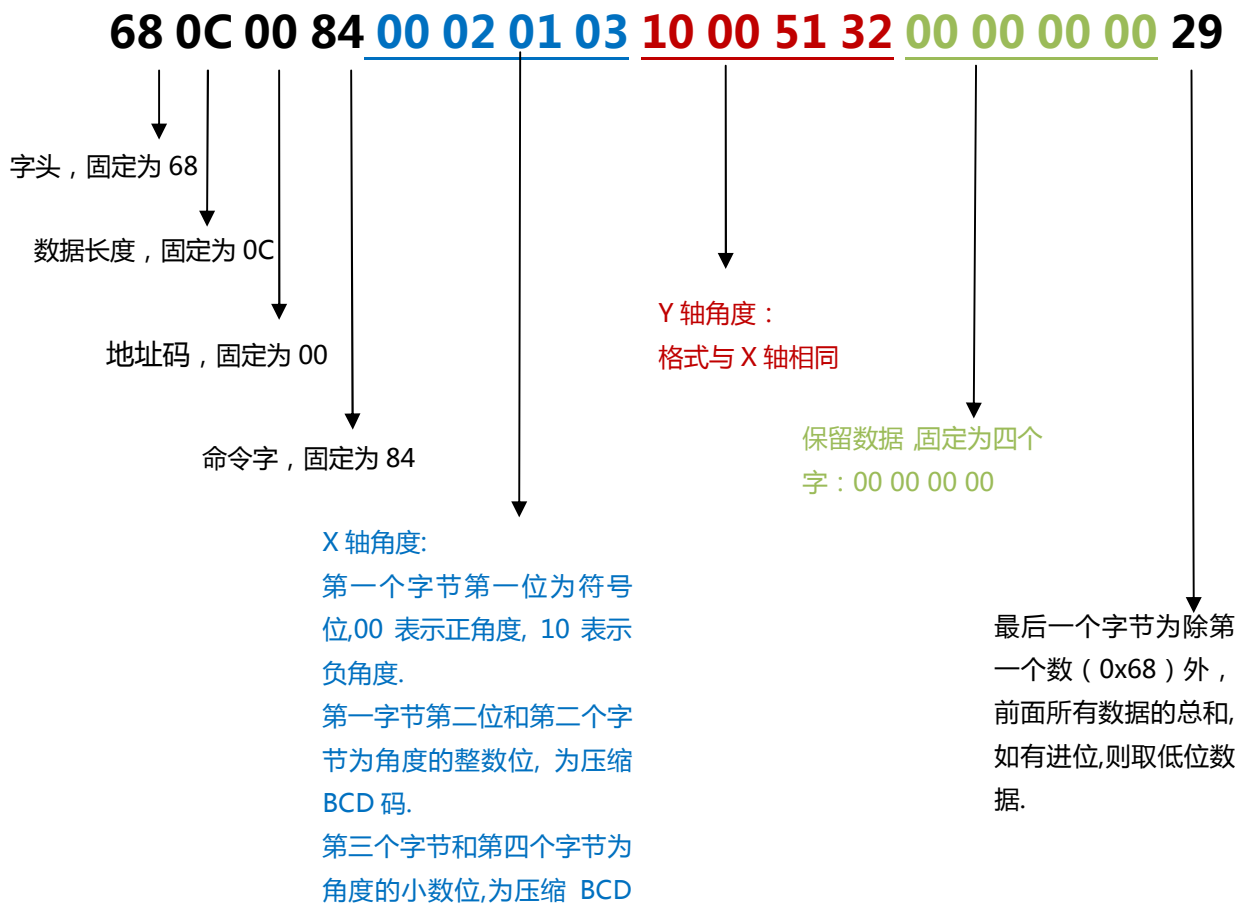 68 0C 00 84 00 02 01 03 10 00 51 32 00 00 00 00 29
字头，固定为 68
数据长度，固定为 0C
地址码，固定为 00
命令字，固定为 84
X 轴角度:
第一个字节第一位为符号
位,00 表示正角度, 10 表示
负角度.
第一字节第二位和第二个字
节为角度的整数位, 为压缩
BCD 码.
第三个字节和第四个字节为
角度的小数位,为压缩 BCD
Y 轴角度：
格式与 X 轴相同
保留数据 ,固定为四个
字：00 00 00 00
最后一个字节为除第
一个数（0x68）外，
前面所有数据的总和,
如有进位,则取低位数
据.